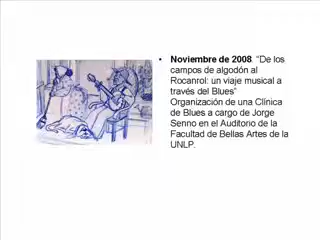 Noviembre de 2008. "De los
campos de algodón al
Rocanrol: un viaje musical a
través del Blues"
Organización de una Clínica
de Blues a cargo de Jorge
Senno en el Auditorio de la
Facultad de Bellas Artes de la
UNLP.